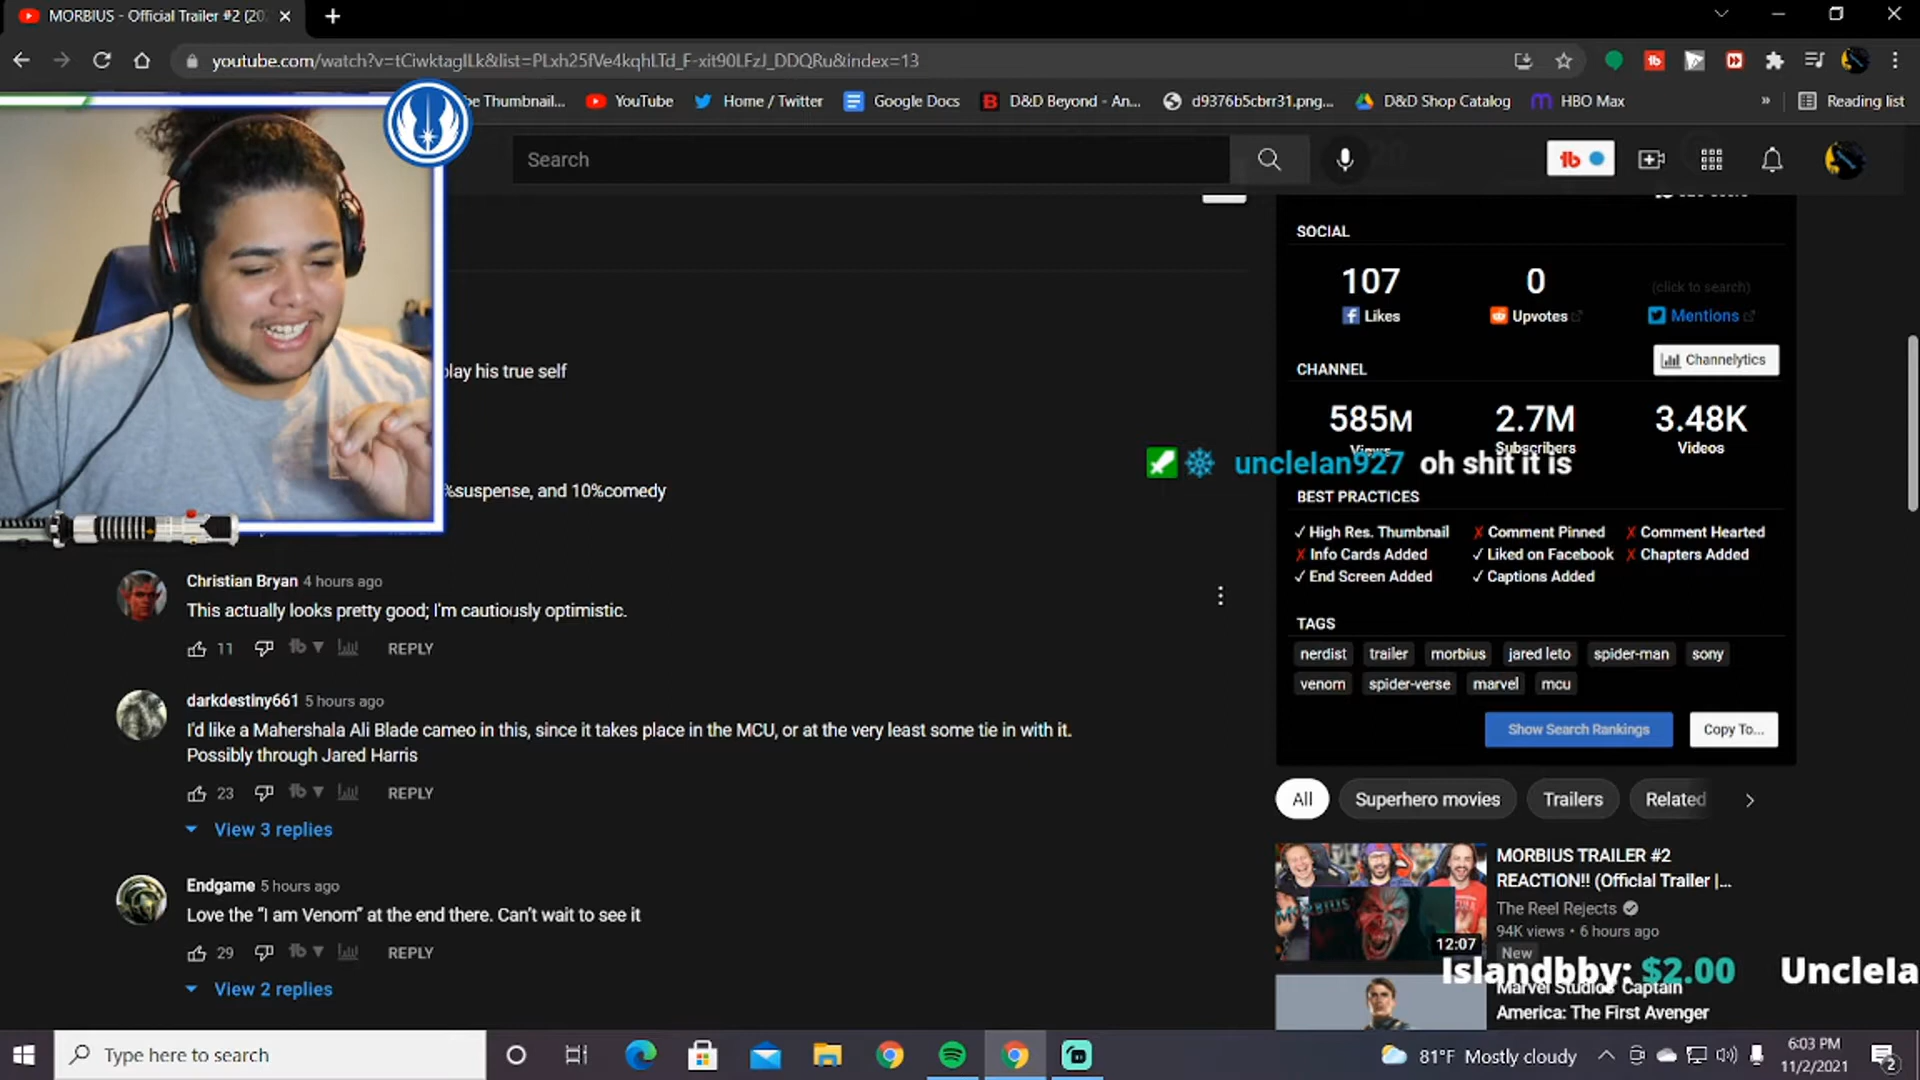 MORBIUS - Official Trailer #2 (20
youtube.com/watch?v=tCiwktagILk&list=PLxh25fVe4kqhLTd_F-xit90LFzJ_DDQRu&index=13
be Thumbnail...
YouTube
Home / Twitter
Google Docs
D&D Beyond - An...
d9376b5cbrr31.png...
D&D Shop Catalog
HBO Max
»
Reading list
Search
SOCIAL
107
0
(click to search)
Likes
Upvotes
Mentions
CHANNEL
Channelytics
585M
2.7M
3.48K
Views
Subscribers
Videos
unclelan927 oh shit it is
BEST PRACTICES
✓ High Res. Thumbnail
✗ Comment Pinned
✗ Comment Hearted
✗ Info Cards Added
✓ Liked on Facebook
✗ Chapters Added
✓ End Screen Added
✓ Captions Added
TAGS
nerdist trailer morbius jared leto spider-man sony
venom spider-verse marvel mcu
Show Search Rankings
Copy To...
play his true self
%suspense, and 10%comedy
Christian Bryan 4 hours ago
This actually looks pretty good; I'm cautiously optimistic.
11
REPLY
darkdestiny661 5 hours ago
I'd like a Mahershala Ali Blade cameo in this, since it takes place in the MCU, or at the very least some tie in with it.
Possibly through Jared Harris
23
REPLY
View 3 replies
Endgame 5 hours ago
Love the “I am Venom” at the end there. Can't wait to see it
29
REPLY
View 2 replies
All
Superhero movies
Trailers
Related
MORBIUS TRAILER #2
REACTION!! (Official Trailer |...
The Reel Rejects
94K views • 6 hours ago
New
12:07
MORBIUS
Islandbby: $2.00 Unclela
Marvel Studios' Captain
America: The First Avenger
Type here to search
81°F Mostly cloudy
6:03 PM
11/2/2021
2